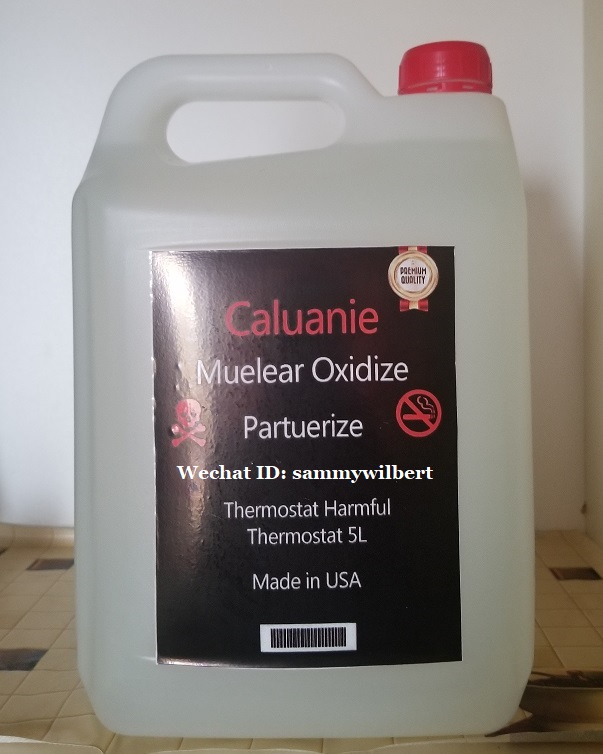 PREMIUM
QUALITY
Caluanie
Muelear Oxidize
Partuerize
Wechat ID: sammywilbert
Thermostat Harmful
Thermostat 5L
Made in USA